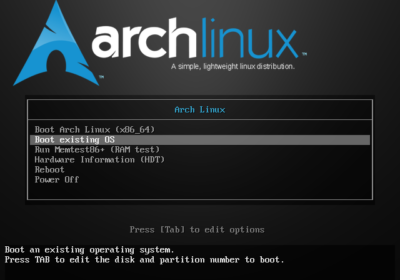 archlinux™
A simple, lightweight linux distribution.
™
Arch Linux
Boot Arch Linux (x86_64)
Boot existing OS
Run Memtest86+ (RAM test)
Hardware Information (HDT)
Reboot
Power Off
Press [Tab] to edit options
Boot an existing operating system.
Press TAB to edit the disk and partition number to boot.